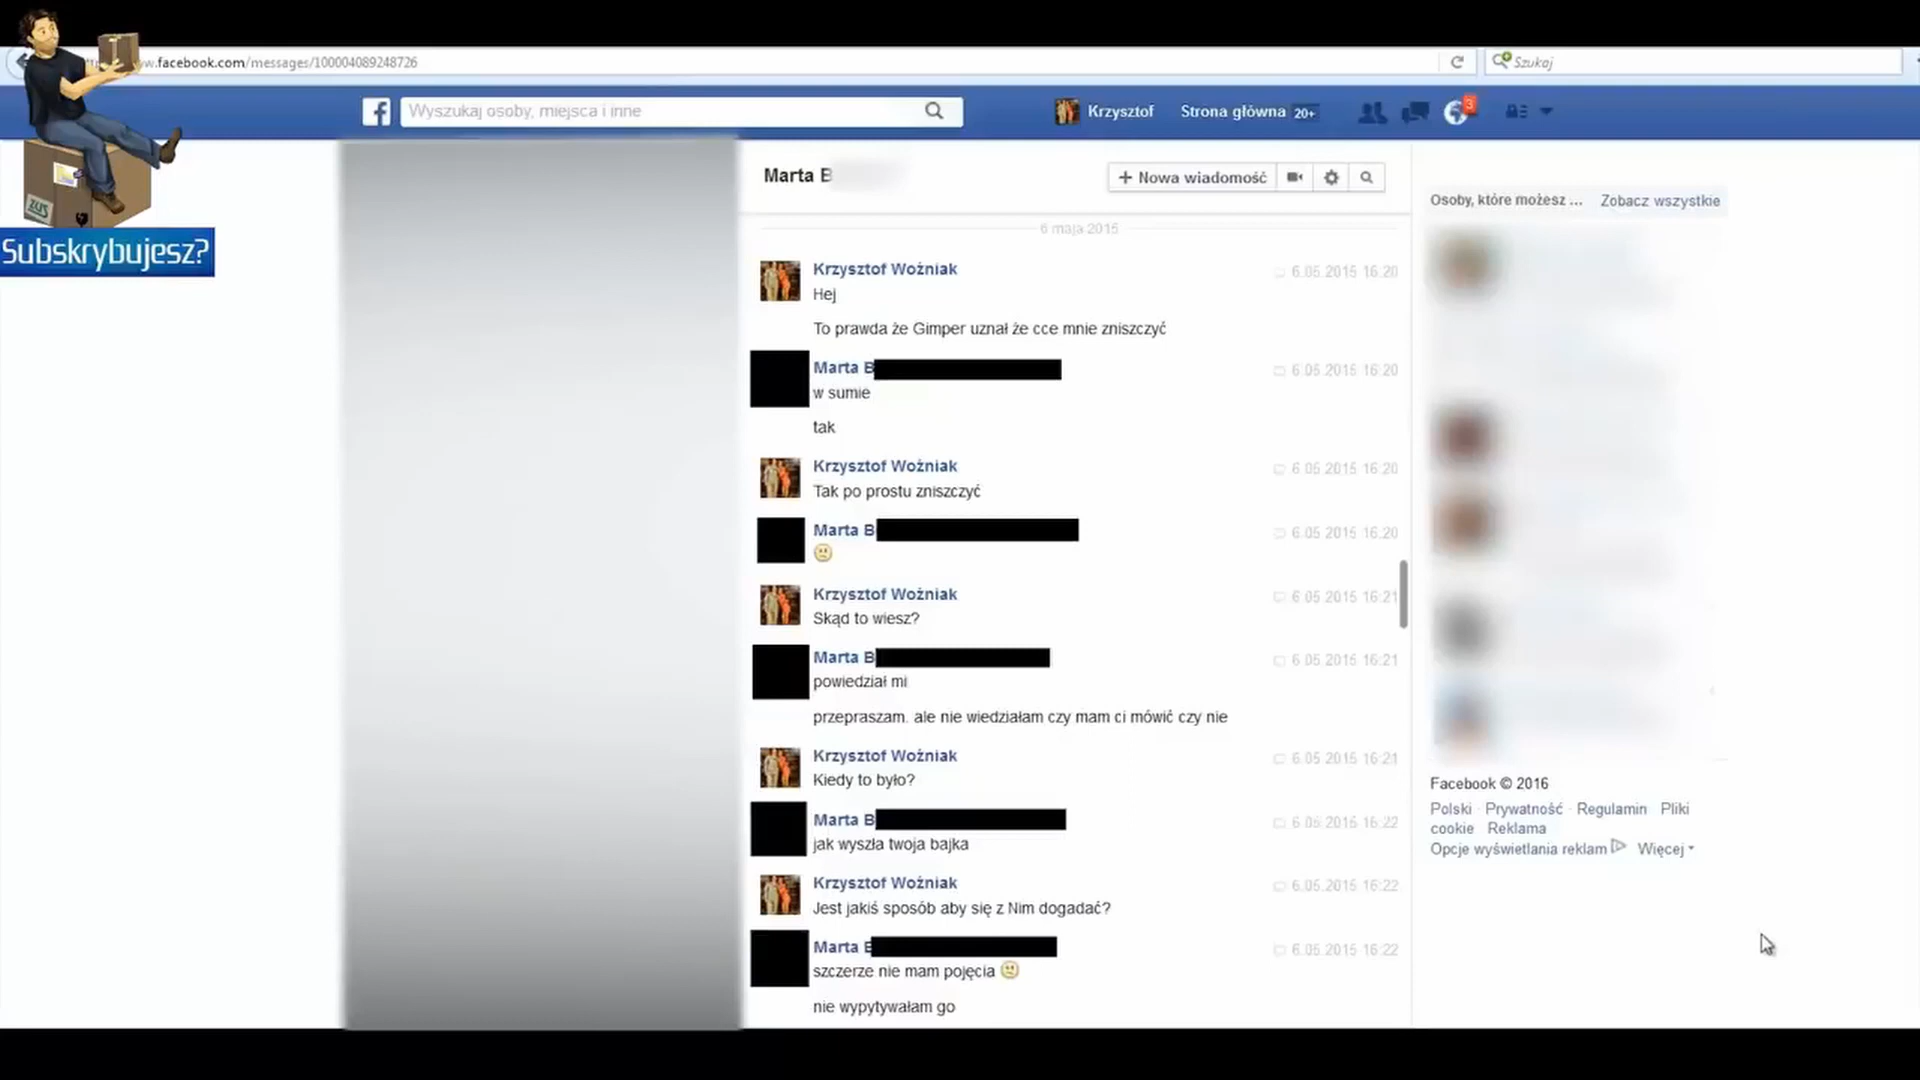 w.facebook.com/messages/100004089248726
Szukaj
Wyszukaj osoby, miejsca i inne
Krzysztof
Strona główna 20+
3
ZUS
Subskrybujesz?
Marta B
+ Nowa wiadomość
6 maja 2015
Krzysztof Woźniak 6.05.2015 16:20
Hej
To prawda że Gimper uznał że cce mnie zniszczyć
Marta B 6.05.2015 16:20
w sumie
tak
Krzysztof Woźniak 6.05.2015 16:20
Tak po prostu zniszczyć
Marta B 6.05.2015 16:20
Krzysztof Woźniak 6.05.2015 16:21
Skąd to wiesz?
Marta B 6.05.2015 16:21
powiedział mi
przepraszam. ale nie wiedziałam czy mam ci mówić czy nie
Krzysztof Woźniak 6.05.2015 16:21
Kiedy to było?
Marta B 6.05.2015 16:22
jak wyszła twoja bajka
Krzysztof Woźniak 6.05.2015 16:22
Jest jakiś sposób aby się z Nim dogadać?
Marta B 6.05.2015 16:22
szczerze nie mam pojęcia
nie wypytywałam go
Osoby, które możesz ... Zobacz wszystkie
Facebook © 2016
Polski · Prywatność · Regulamin · Pliki
cookie · Reklama
Opcje wyświetlania reklam Więcej